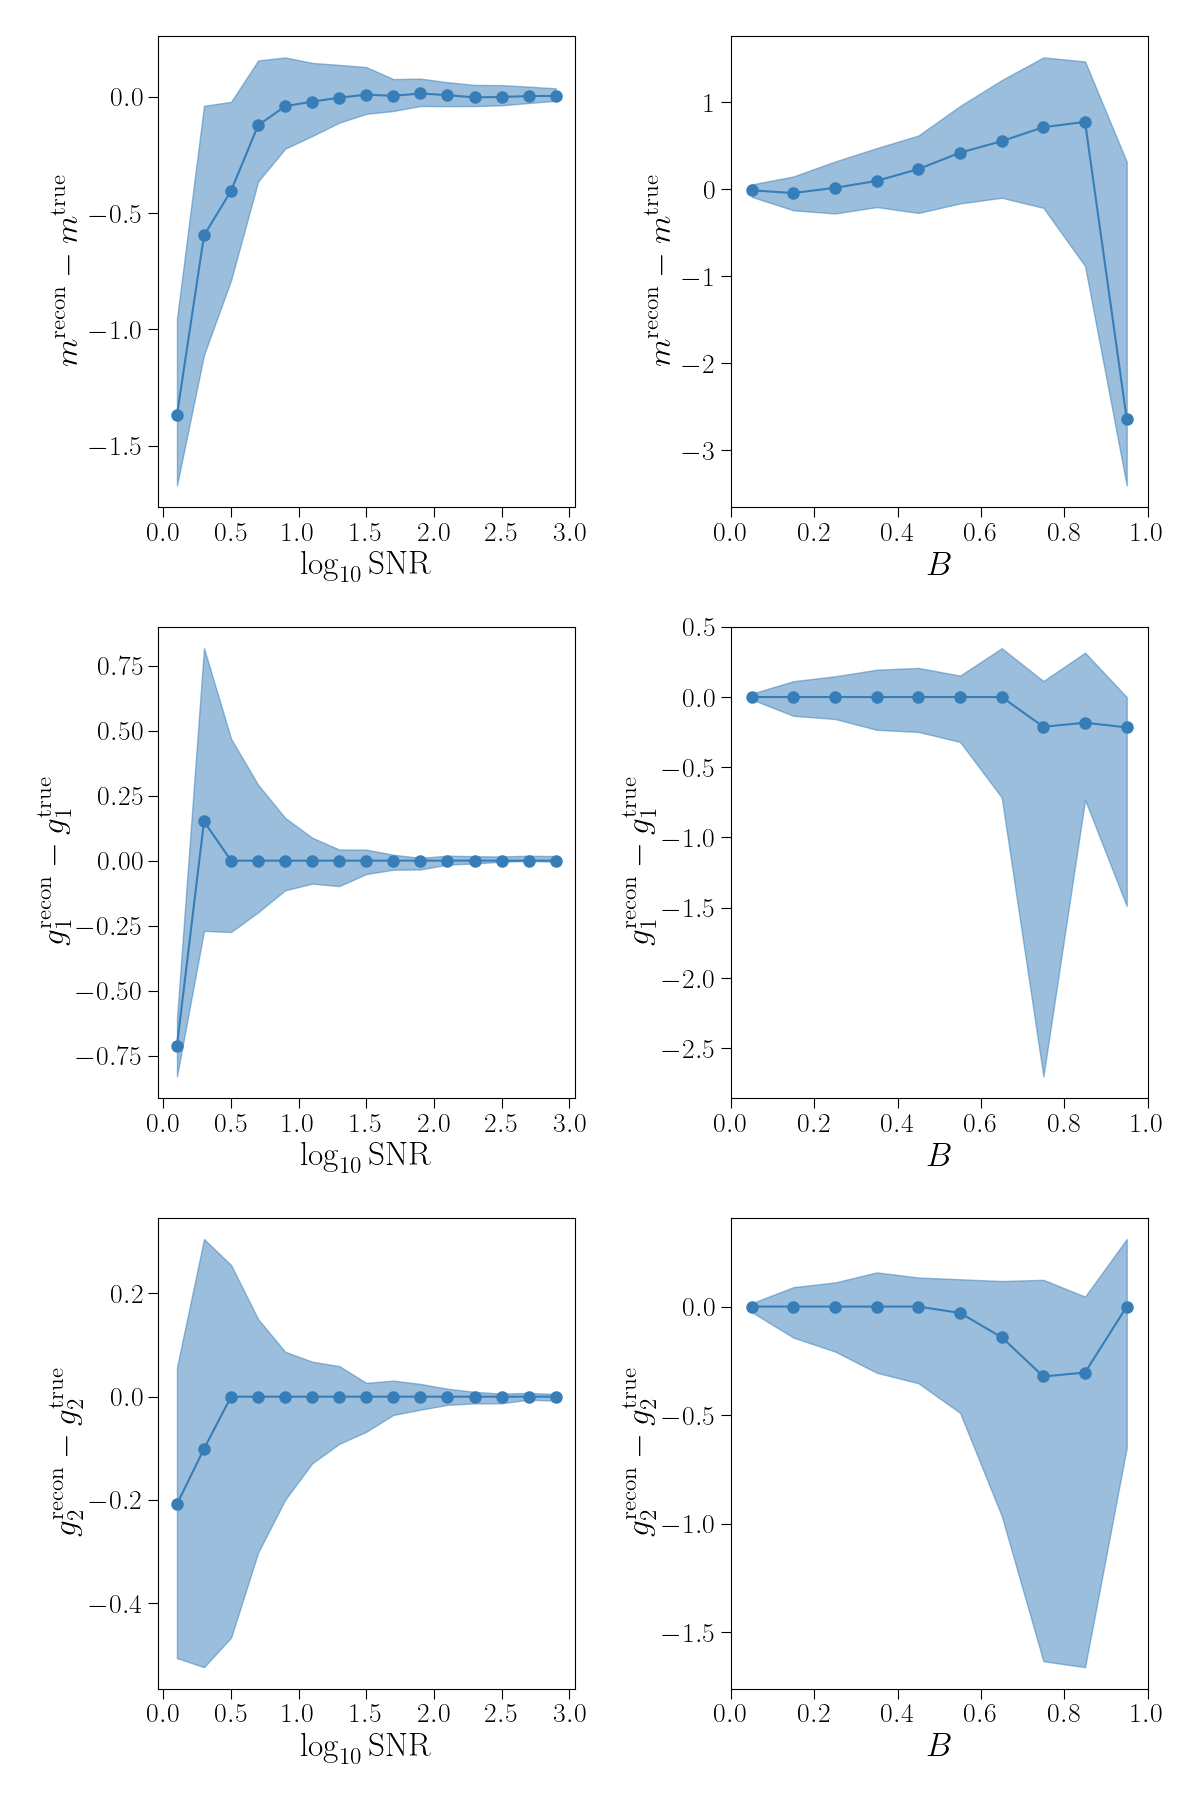 0.0
−0.5
−1.0
−1.5
m^recon − m^true
0.0 0.5 1.0 1.5 2.0 2.5 3.0
log₁₀ SNR
1
0
−1
−2
−3
m^recon − m^true
0.0 0.2 0.4 0.6 0.8 1.0
B
0.75
0.50
0.25
0.00
−0.25
−0.50
−0.75
g₁^recon − g₁^true
0.0 0.5 1.0 1.5 2.0 2.5 3.0
log₁₀ SNR
0.5
0.0
−0.5
−1.0
−1.5
−2.0
−2.5
g₁^recon − g₁^true
0.0 0.2 0.4 0.6 0.8 1.0
B
0.2
0.0
−0.2
−0.4
g₂^recon − g₂^true
0.0 0.5 1.0 1.5 2.0 2.5 3.0
log₁₀ SNR
0.0
−0.5
−1.0
−1.5
g₂^recon − g₂^true
0.0 0.2 0.4 0.6 0.8 1.0
B